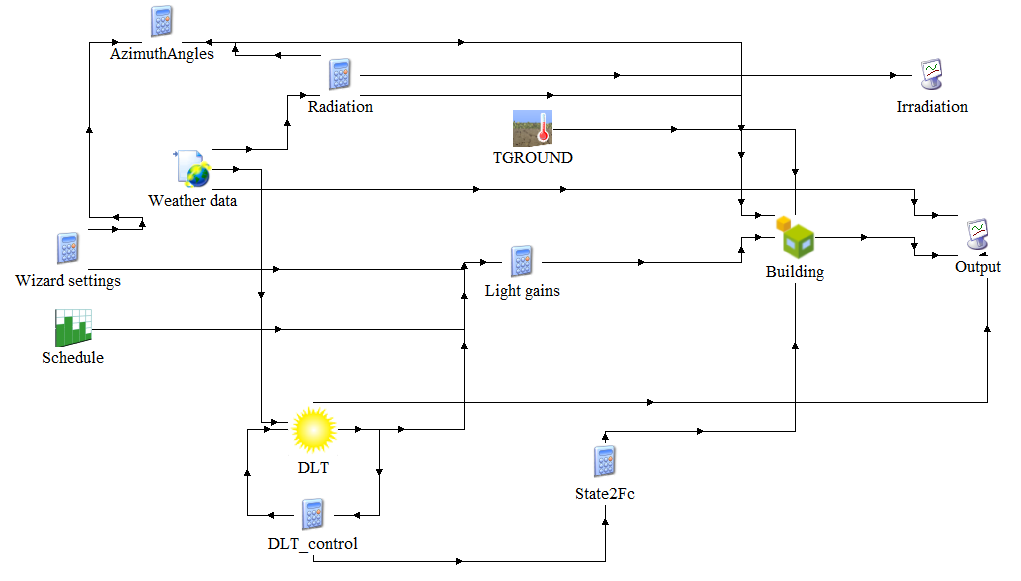 AzimuthAngles
Radiation
Irradiation
TGROUND
Weather data
Building
Output
Wizard settings
Light gains
Schedule
DLT
State2Fc
DLT_control